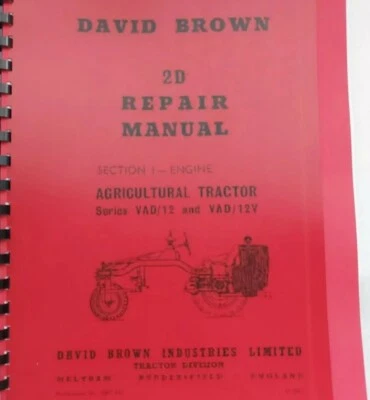 DAVID BROWN
2D
REPAIR
MANUAL
SECTION I — ENGINE
AGRICULTURAL TRACTOR
Series VAD/12 and VAD/12V
DAVID BROWN INDUSTRIES LIMITED
TRACTOR DIVISION
MELTHAM HUDDERSFIELD ENGLAND